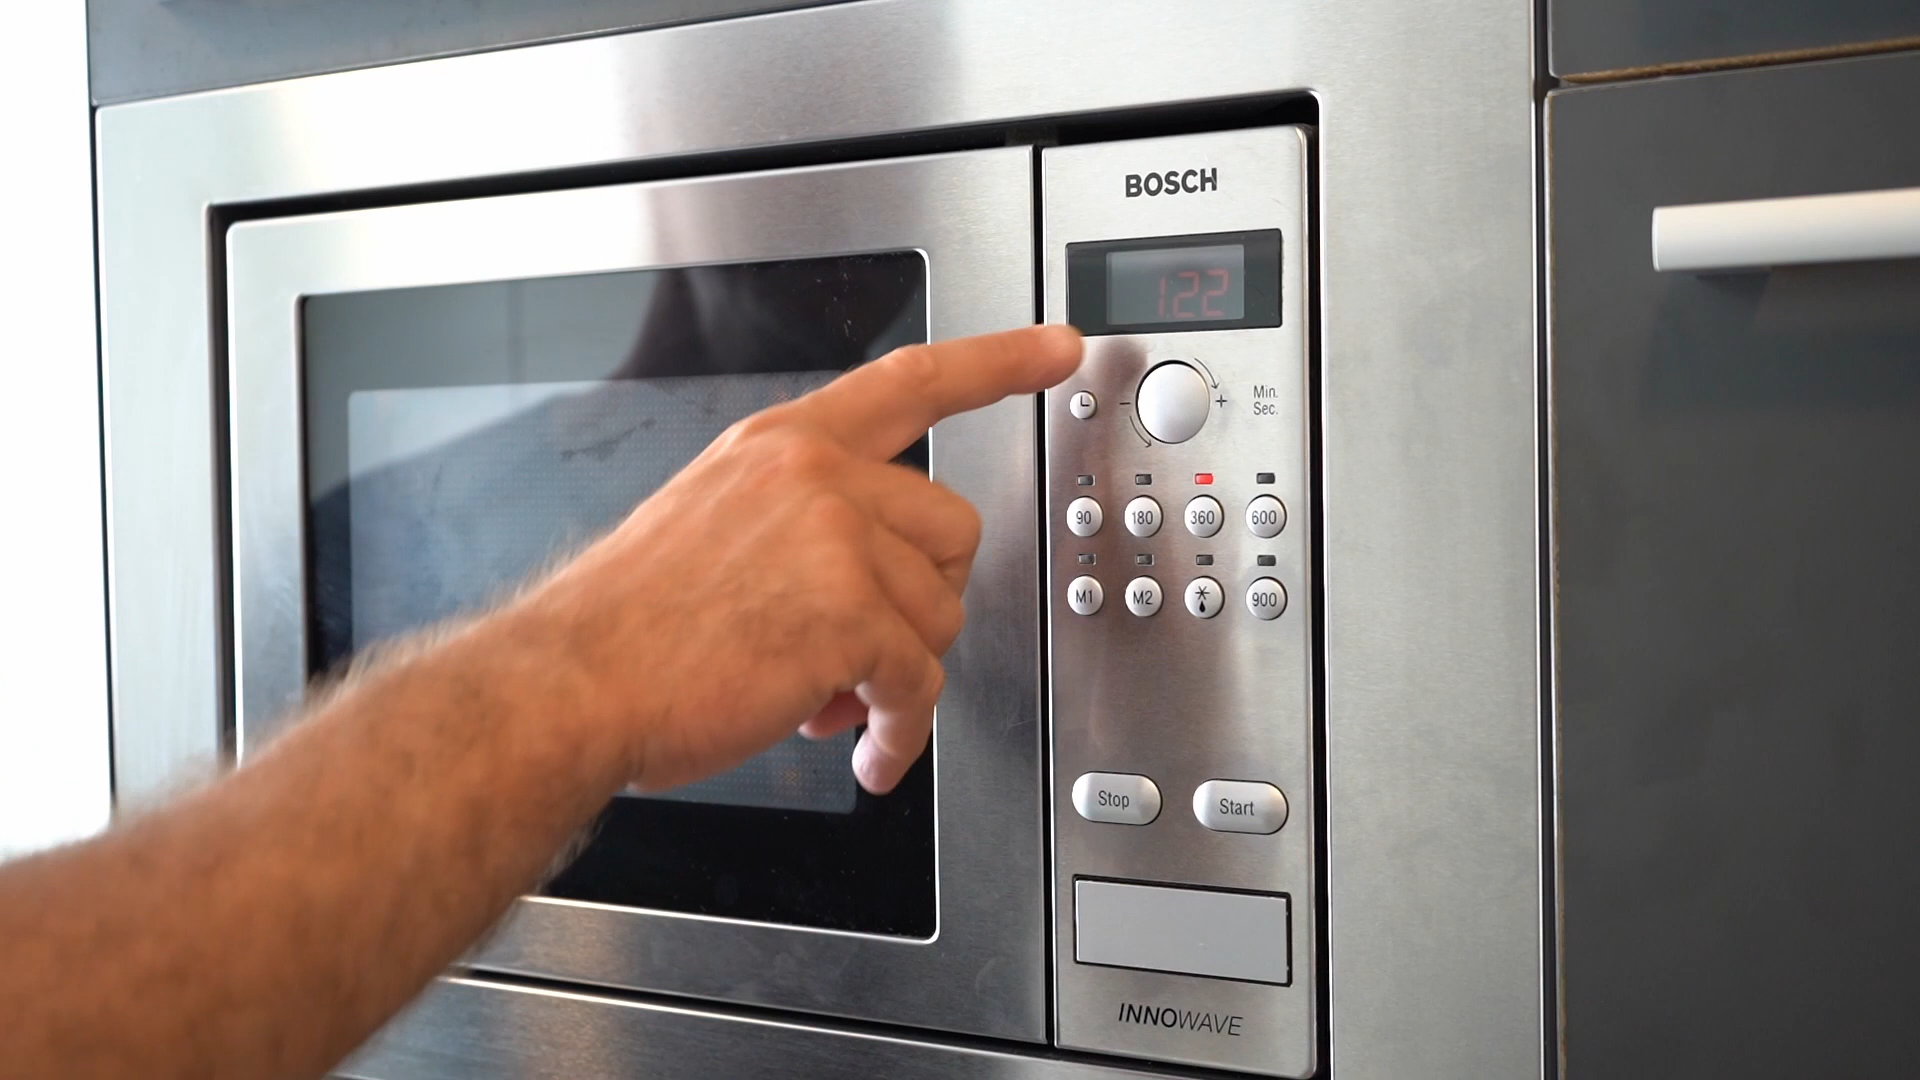 BOSCH
1.22
- + Min.
Sec.
90 180 360 600
M1 M2 900
Stop Start
INNOWAVE